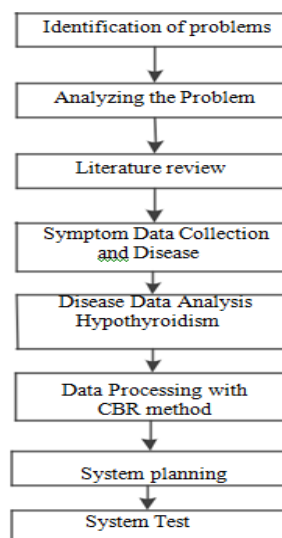 Identification of problems
Analyzing the Problem
Literature review
Symptom Data Collection
and Disease
Disease Data Analysis
Hypothyroidism
Data Processing with
CBR method
System planning
System Test